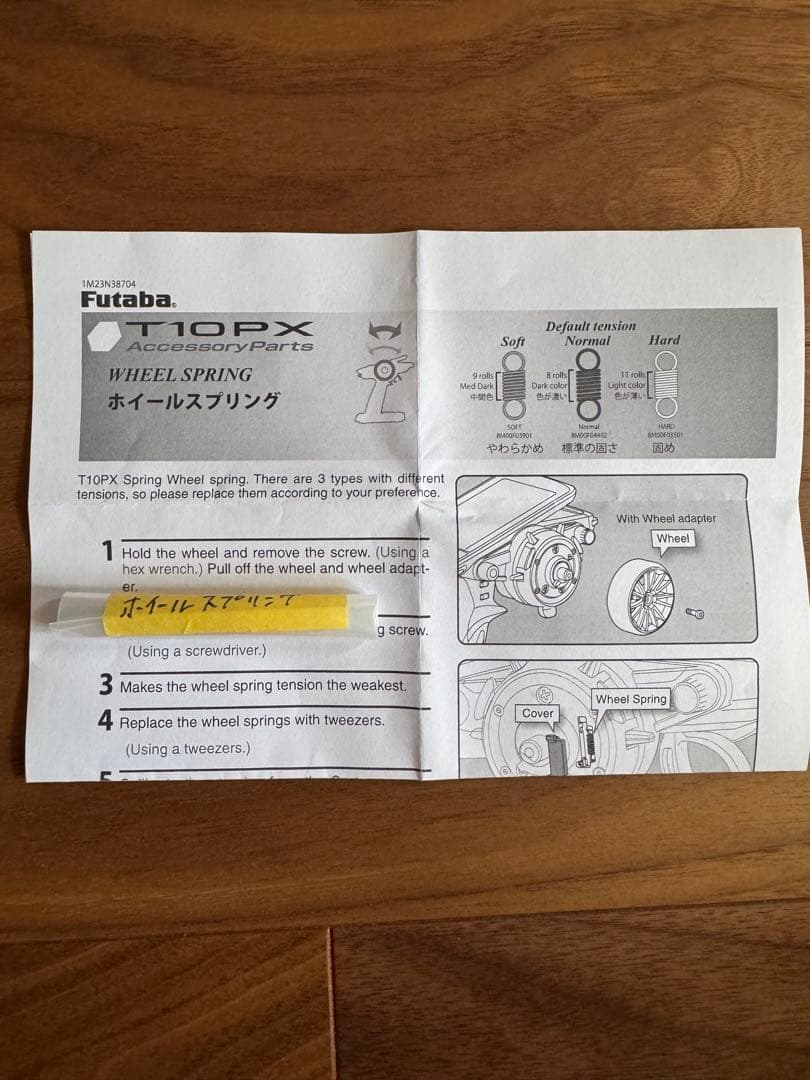 1M23N38704
Futaba®
T10PX
Accessory Parts
WHEEL SPRING
ホイールスプリング
Default tension
Soft Normal Hard
9 rolls
Med Dark
中間色
8 rolls
Dark color
色が濃い
11 rolls
Light color
色が薄い
SOFT
BM00F03901
Normal
BM00F04402
HARD
BM00F03501
やわらかめ 標準の固さ 固め
T10PX Spring Wheel spring. There are 3 types with different
tensions, so please replace them according to your preference.
1 Hold the wheel and remove the screw. (Using a
hex wrench.) Pull off the wheel and wheel adapt-
er.
ホイールスプリング
g screw.
(Using a screwdriver.)
3 Makes the wheel spring tension the weakest.
4 Replace the wheel springs with tweezers.
(Using a tweezers.)
5
With Wheel adapter
Wheel
Wheel Spring
Cover